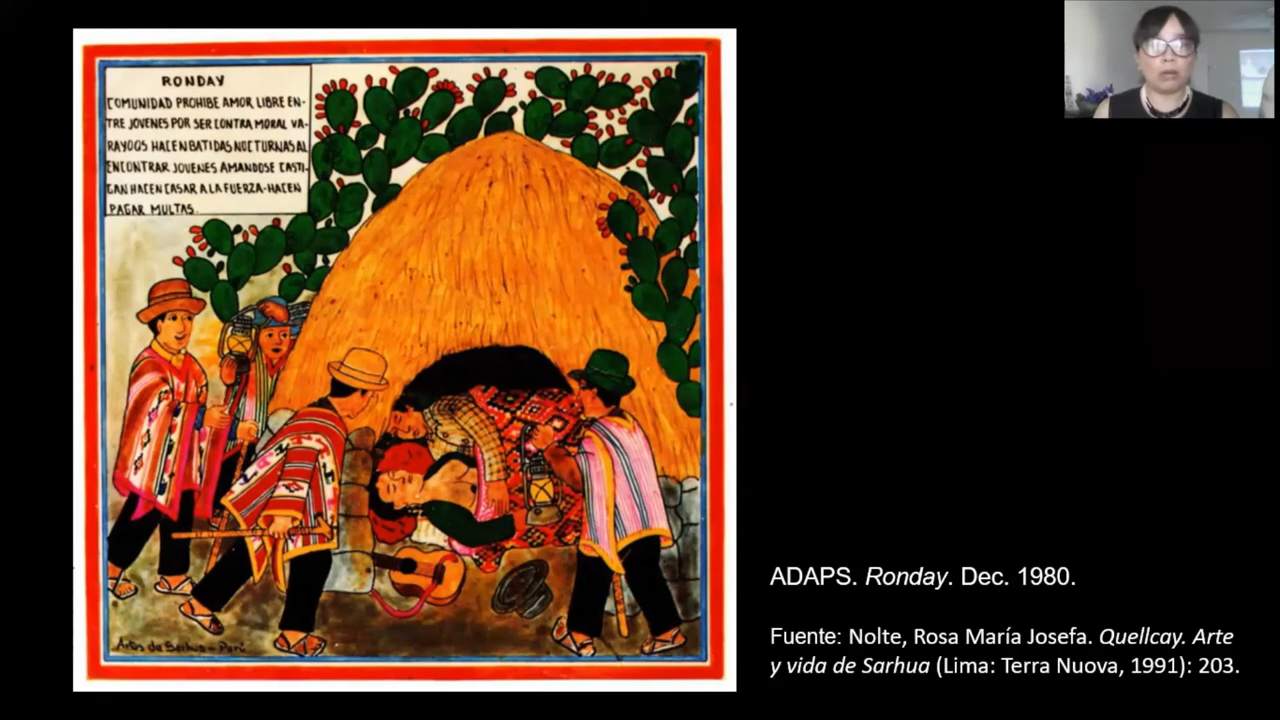 RONDAY
COMUNIDAD PROHIBE AMOR LIBRE EN-
TRE JOVENES POR SER CONTRA MORAL VA-
RAYOCS HACEN BATIDAS NOCTURNAS AL
ENCONTRAR JOVENES AMANDOSE CASTI-
GAN HACEN CASAR A LA FUERZA-HACEN
PAGAR MULTAS.
Artes de Sarhua - Perú
ADAPS. Ronday. Dec. 1980.
Fuente: Nolte, Rosa María Josefa. Quellcay. Arte
y vida de Sarhua (Lima: Terra Nuova, 1991): 203.